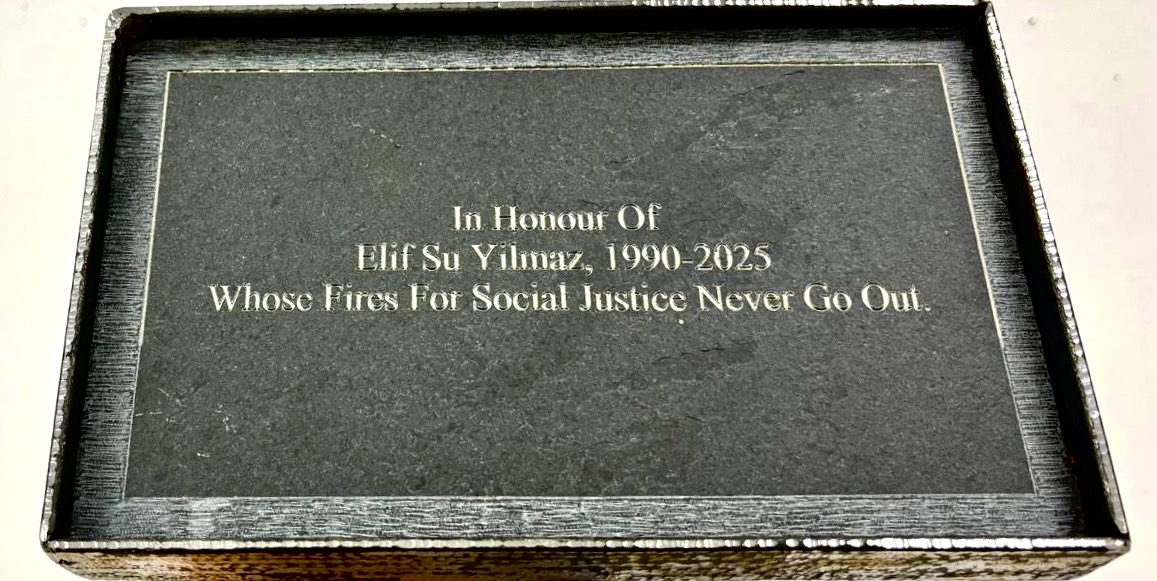 In Honour Of
Elif Su Yilmaz, 1990-2025
Whose Fires For Social Justice Never Go Out.